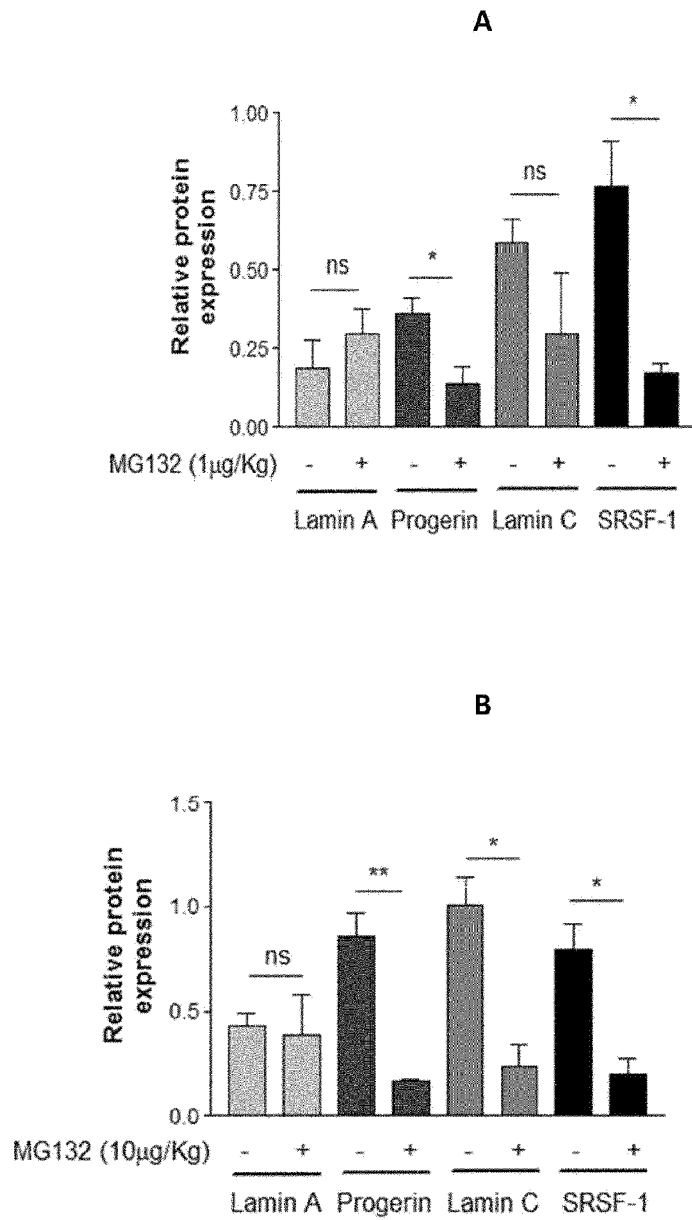 A
1.00
0.75
0.50
0.25
0.00
Relative protein
expression
ns
*
ns
*
MG132 (1µg/Kg) - + - + - + - +
Lamin A Progerin Lamin C SRSF-1
B
1.5
1.0
0.5
0.0
Relative protein
expression
ns
**
*
*
MG132 (10µg/Kg) - + - + - + - +
Lamin A Progerin Lamin C SRSF-1